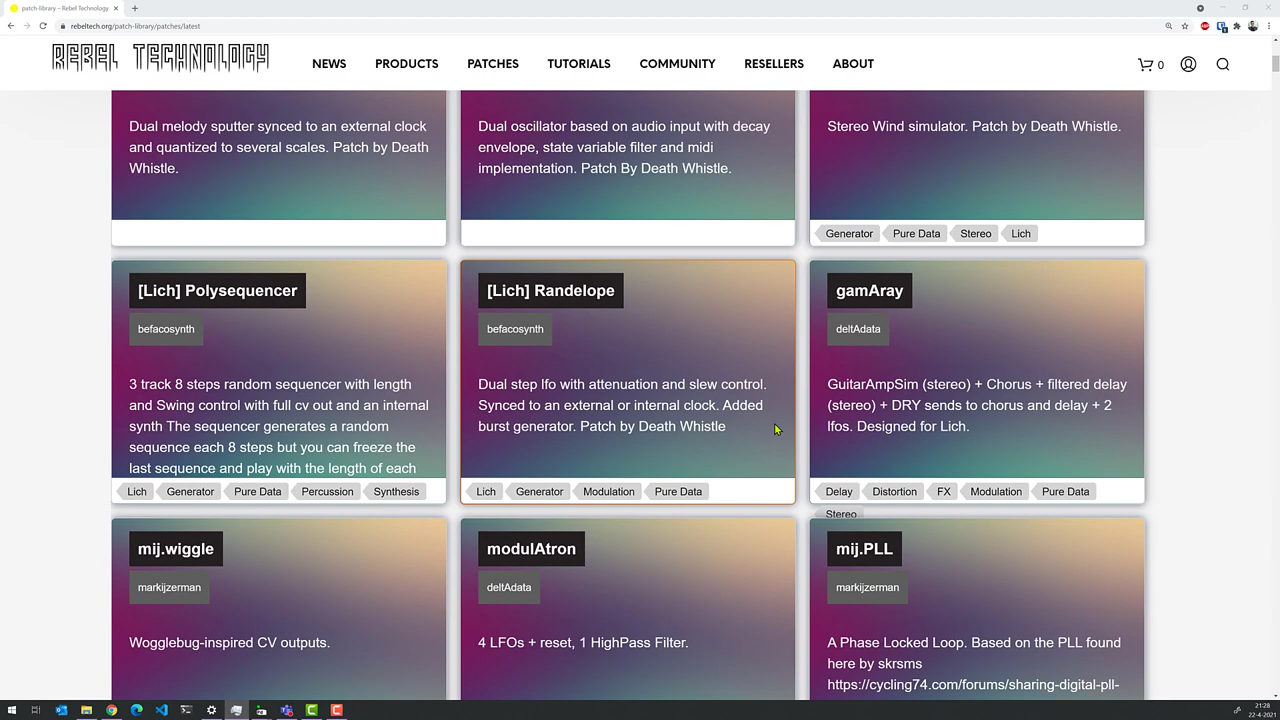 patch-library – Rebel Technology
rebeltech.org/patch-library/patches/latest
REBEL TECHNOLOGY
NEWS
PRODUCTS
PATCHES
TUTORIALS
COMMUNITY
RESELLERS
ABOUT
0
Dual melody sputter synced to an external clock
and quantized to several scales. Patch by Death
Whistle.
Dual oscillator based on audio input with decay
envelope, state variable filter and midi
implementation. Patch By Death Whistle.
Stereo Wind simulator. Patch by Death Whistle.
Generator
Pure Data
Stereo
Lich
[Lich] Polysequencer
befacosynth
3 track 8 steps random sequencer with length
and Swing control with full cv out and an internal
synth The sequencer generates a random
sequence each 8 steps but you can freeze the
last sequence and play with the length of each
Lich
Generator
Pure Data
Percussion
Synthesis
[Lich] Randelope
befacosynth
Dual step lfo with attenuation and slew control.
Synced to an external or internal clock. Added
burst generator. Patch by Death Whistle
Lich
Generator
Modulation
Pure Data
gamAray
deltAdata
GuitarAmpSim (stereo) + Chorus + filtered delay
(stereo) + DRY sends to chorus and delay + 2
lfos. Designed for Lich.
Delay
Distortion
FX
Modulation
Pure Data
Stereo
mij.wiggle
markijzerman
Wogglebug-inspired CV outputs.
modulAtron
deltAdata
4 LFOs + reset, 1 HighPass Filter.
mij.PLL
markijzerman
A Phase Locked Loop. Based on the PLL found
here by skrsms
https://cycling74.com/forums/sharing-digital-pll-
21:28
22-4-2021